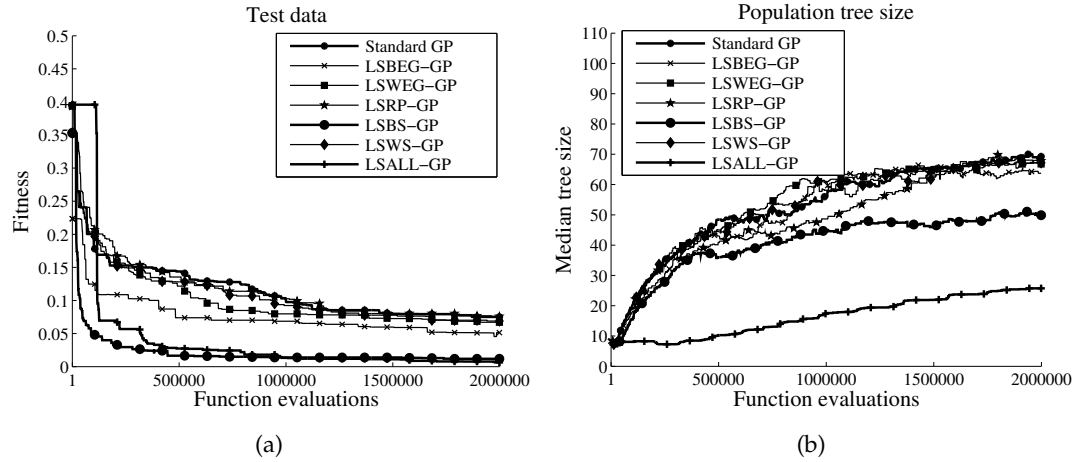 Test data
0.5
0.45
0.4
0.35
0.3
0.25
0.2
0.15
0.1
0.05
0
Fitness
Standard GP
LSBEG−GP
LSWEG−GP
LSRP−GP
LSBS−GP
LSWS−GP
LSALL−GP
1 500000 1000000 1500000 2000000
Function evaluations
(a)
Population tree size
110
100
90
80
70
60
50
40
30
20
10
0
Median tree size
Standard GP
LSBEG−GP
LSWEG−GP
LSRP−GP
LSBS−GP
LSWS−GP
LSALL−GP
1 500000 1000000 1500000 2000000
Function evaluations
(b)